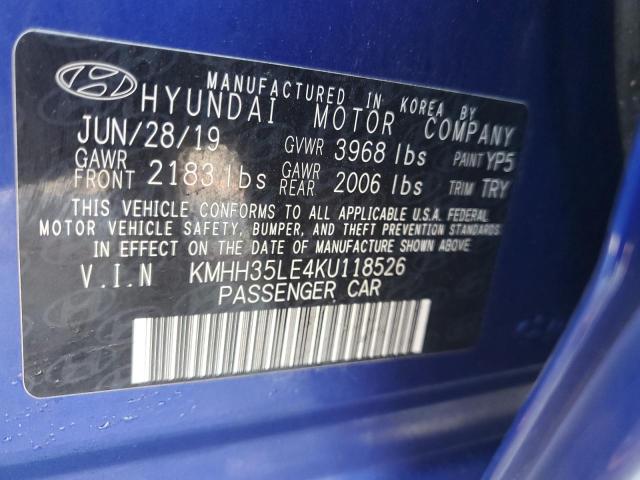 MANUFACTURED IN KOREA BY
HYUNDAI MOTOR COMPANY
JUN/28/19 GVWR 3968 lbs PAINT YP5
GAWR FRONT 2183 lbs GAWR REAR 2006 lbs TRIM TRY
THIS VEHICLE CONFORMS TO ALL APPLICABLE U.S.A. FEDERAL
MOTOR VEHICLE SAFETY, BUMPER, AND THEFT PREVENTION STANDARDS
IN EFFECT ON THE DATE OF MANUFACTURE SHOWN ABOVE.
V.I.N KMHH35LE4KU118526
PASSENGER CAR